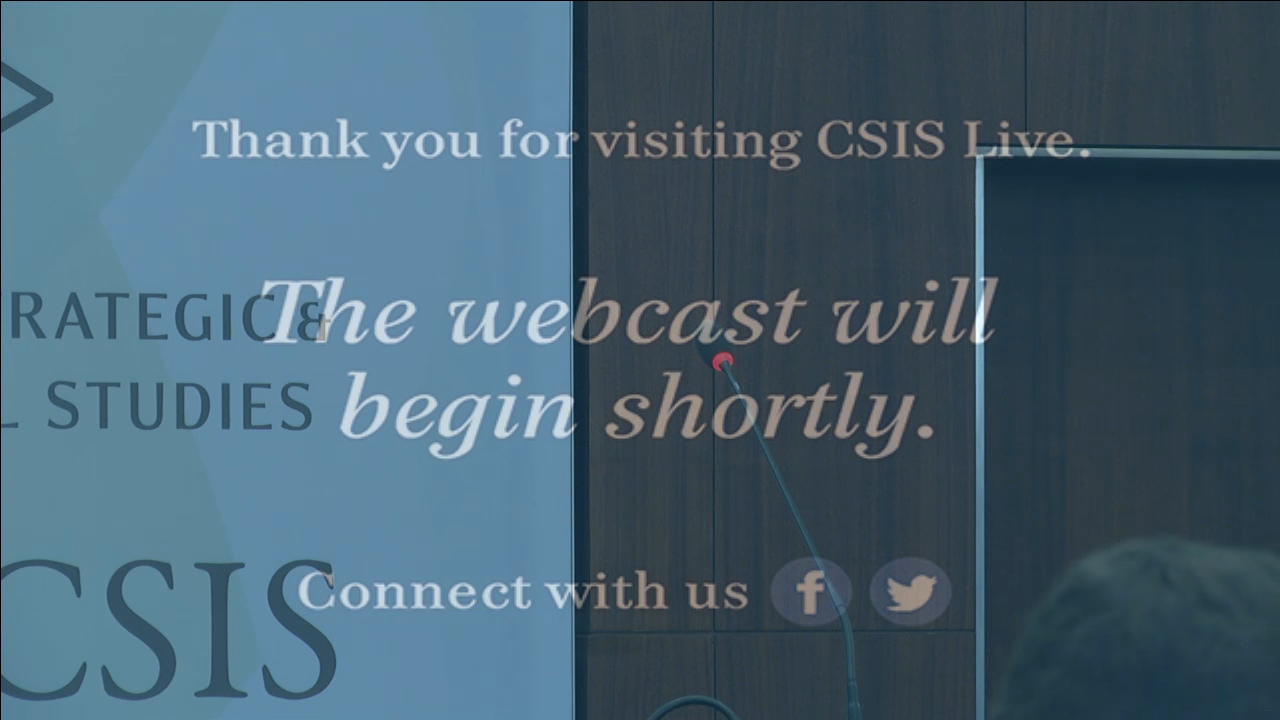 Thank you for visiting CSIS Live.
RATEGIC &
L STUDIES
The webcast will
begin shortly.
CSIS
Connect with us